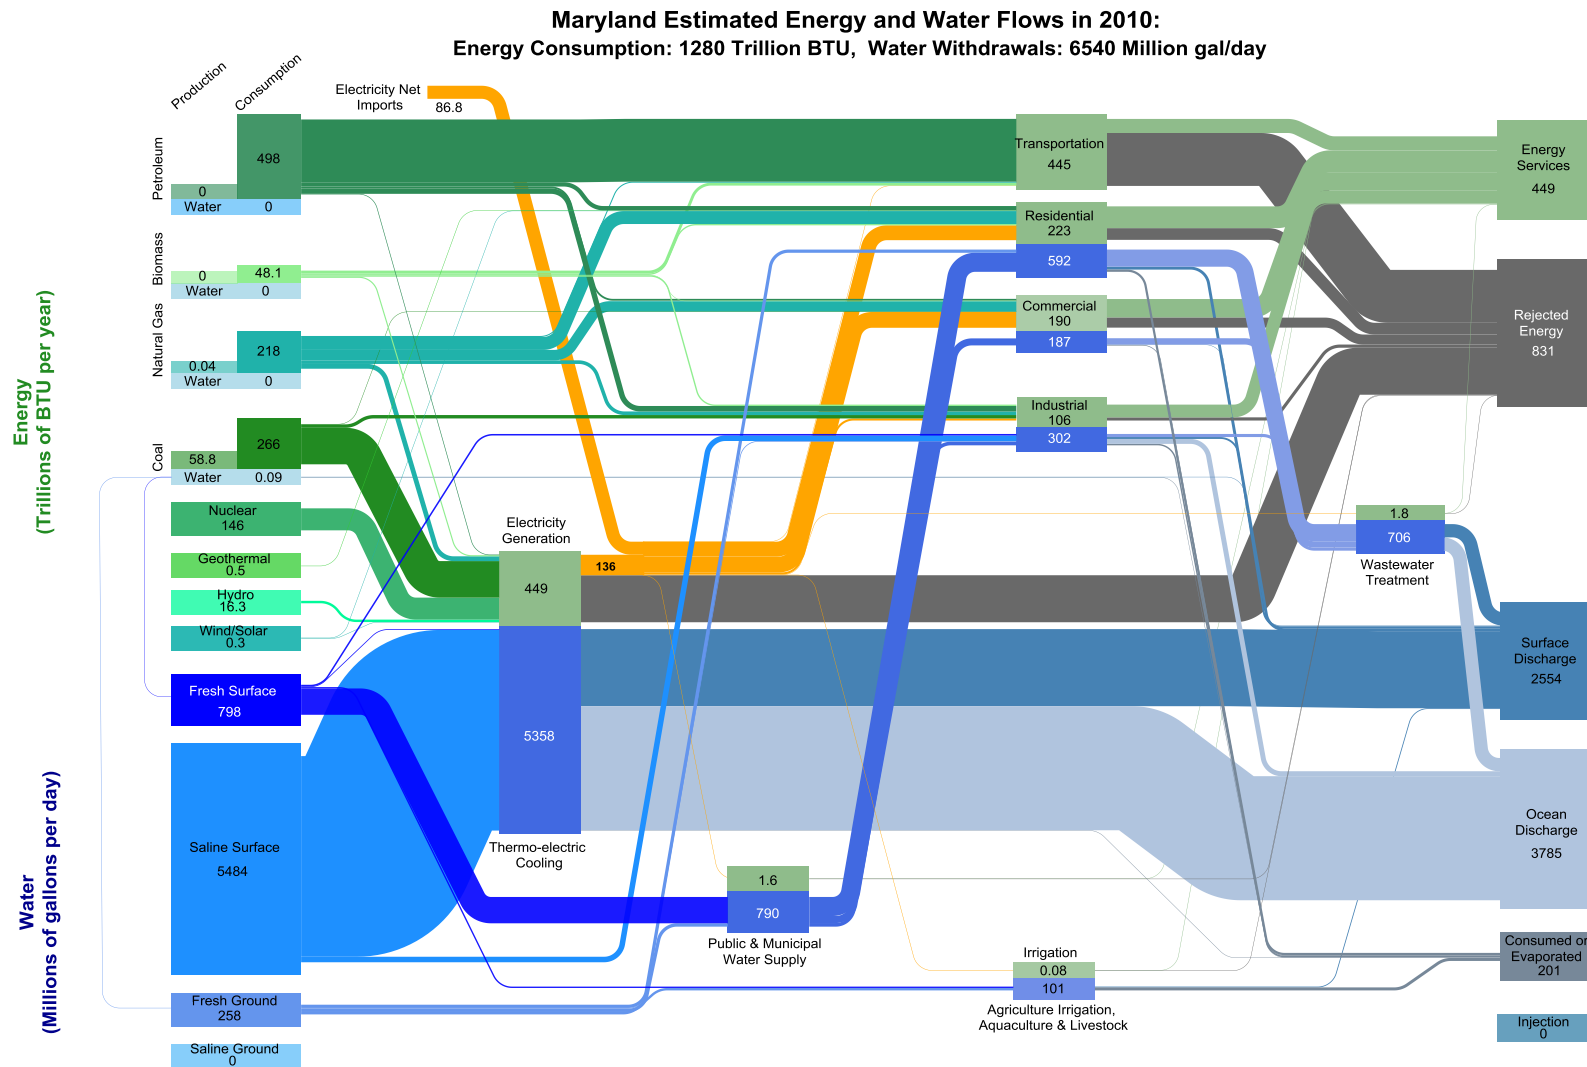 Maryland Estimated Energy and Water Flows in 2010:
Energy Consumption: 1280 Trillion BTU,  Water Withdrawals: 6540 Million gal/day
Production
Consumption
Electricity Net
Imports
86.8
Petroleum
498
0
Water
0
Biomass
48.1
0
Water
0
Natural Gas
218
0.04
Water
0
Coal
266
58.8
Water
0.09
Nuclear
146
Geothermal
0.5
Hydro
16.3
Wind/Solar
0.3
Fresh Surface
798
Saline Surface
5484
Fresh Ground
258
Saline Ground
0
Energy
(Trillions of BTU per year)
Water
(Millions of gallons per day)
Electricity
Generation
449
136
5358
Thermo-electric
Cooling
1.6
790
Public & Municipal
Water Supply
Transportation
445
Residential
223
592
Commercial
190
187
Industrial
106
302
Irrigation
0.08
101
Agriculture Irrigation,
Aquaculture & Livestock
1.8
706
Wastewater
Treatment
Energy
Services
449
Rejected
Energy
831
Surface
Discharge
2554
Ocean
Discharge
3785
Consumed or
Evaporated
201
Injection
0